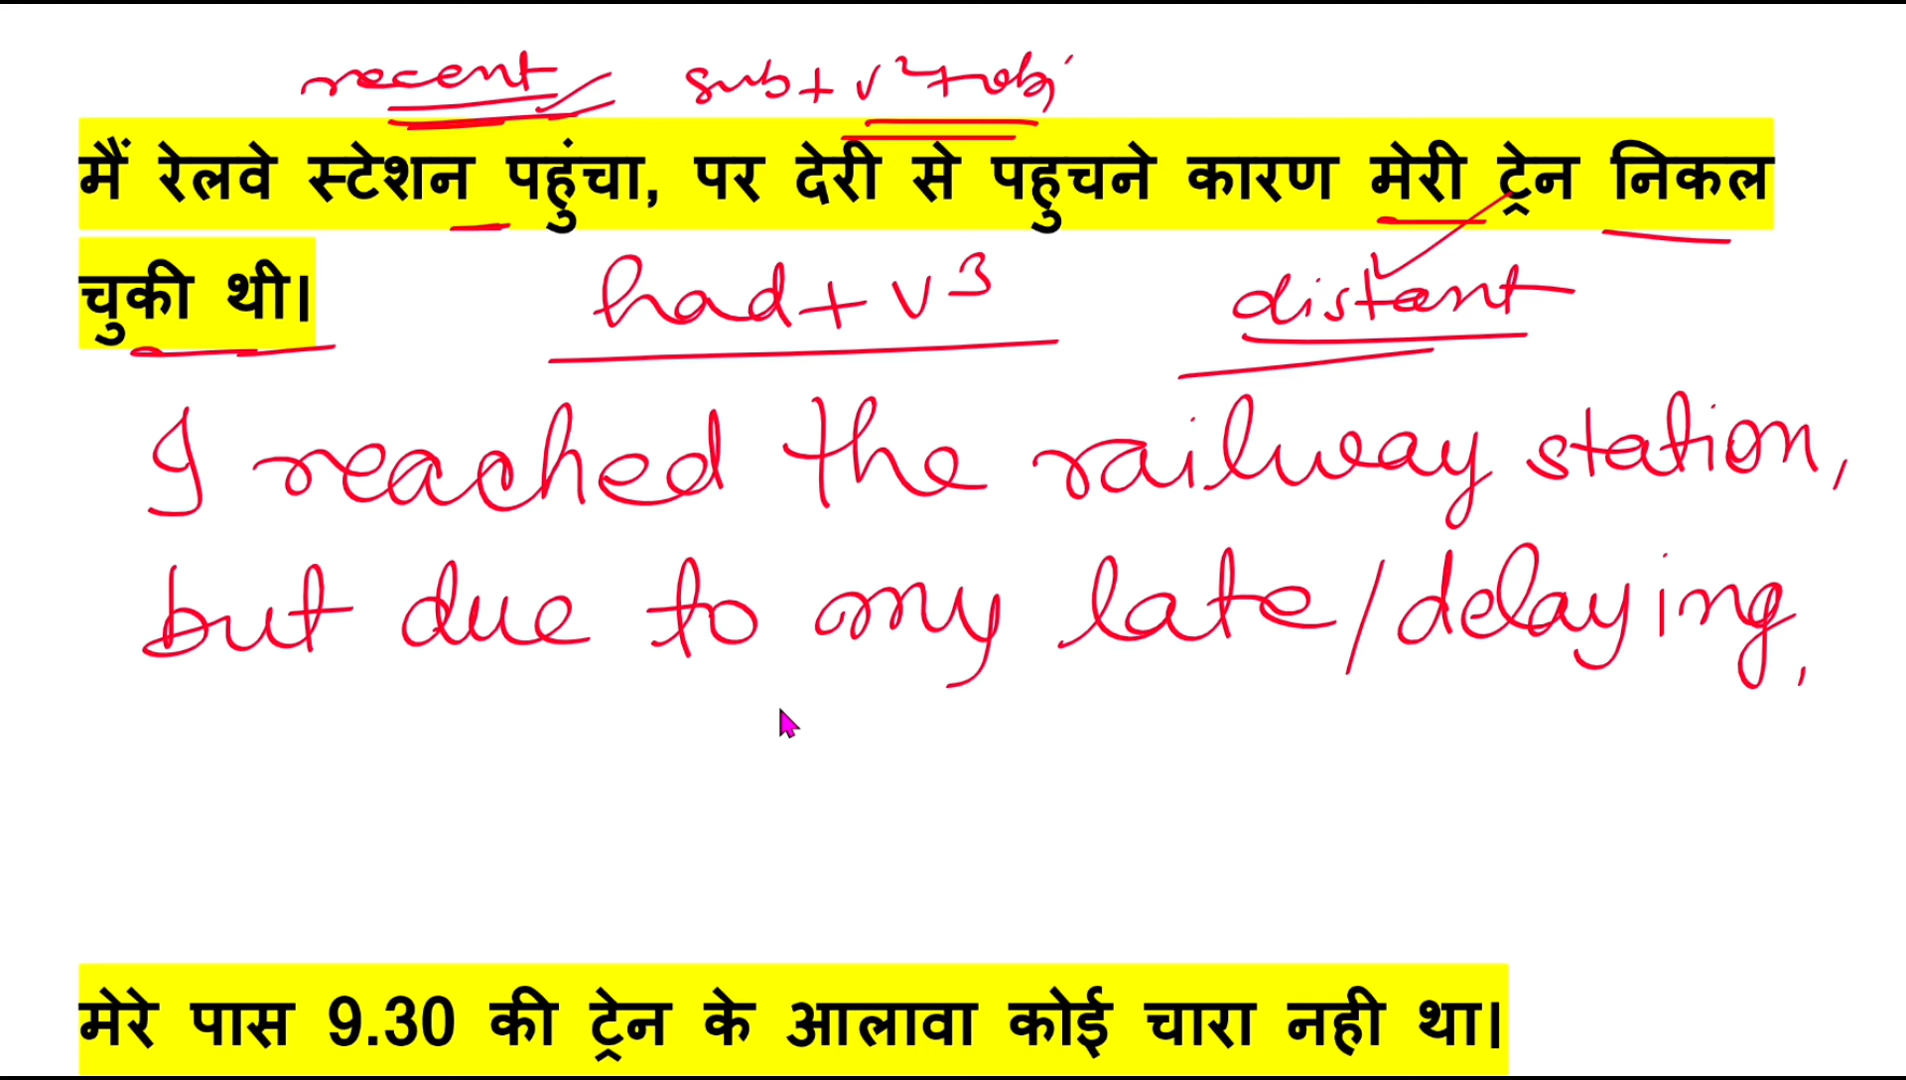 recent sub + v² + obj
मैं रेलवे स्टेशन पहुंचा, पर देरी से पहुचने कारण मेरी ट्रेन निकल
चुकी थी। had + v³ distant
I reached the railway station,
but due to my late/delaying,
मेरे पास 9.30 की ट्रेन के आलावा कोई चारा नही था।